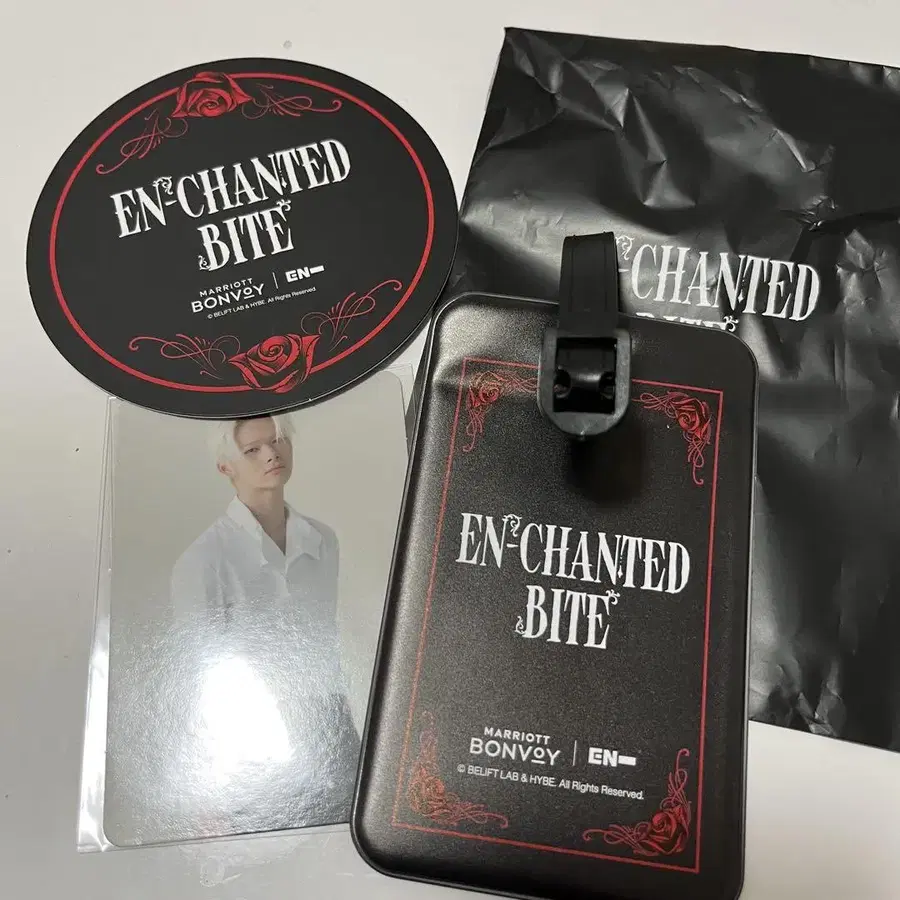 EN-CHANTED
BITE
MARRIOTT
BONVOY | EN-
© BELIFT LAB & HYBE. All Rights Reserved.
EN-CHANTED
BITE
EN-CHANTED
BITE
MARRIOTT
BONVOY | EN-
© BELIFT LAB & HYBE. All Rights Reserved.